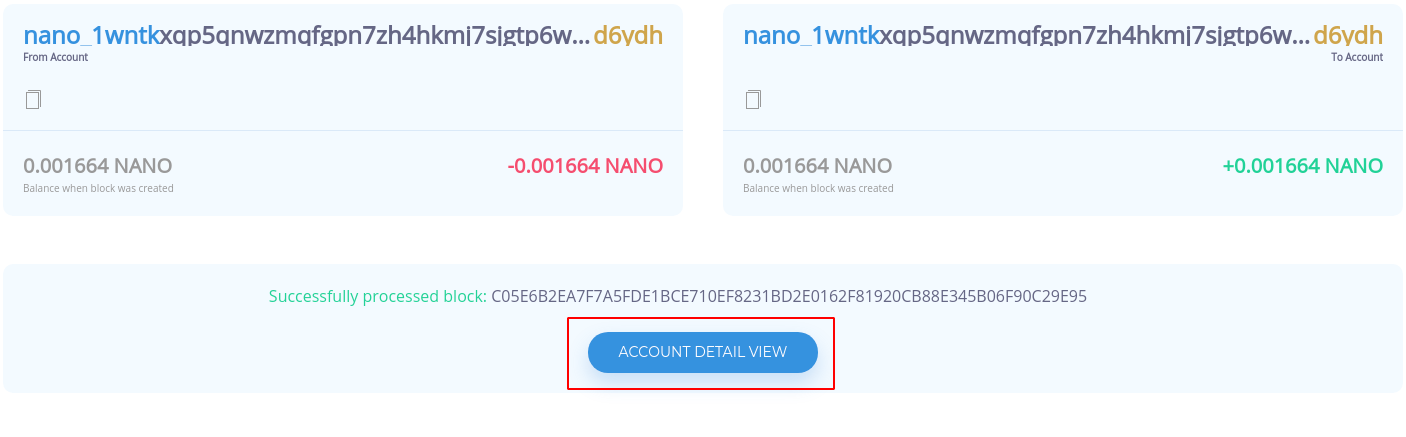 nano_1wntkxqp5qnwzmqfgpn7zh4hkmj7sjgtp6w...d6ydh
From Account
0.001664 NANO
-0.001664 NANO
Balance when block was created
nano_1wntkxqp5qnwzmqfgpn7zh4hkmj7sjgtp6w...d6ydh
To Account
0.001664 NANO
+0.001664 NANO
Balance when block was created
Successfully processed block: C05E6B2EA7F7A5FDE1BCE710EF8231BD2E0162F81920CB88E345B06F90C29E95
ACCOUNT DETAIL VIEW